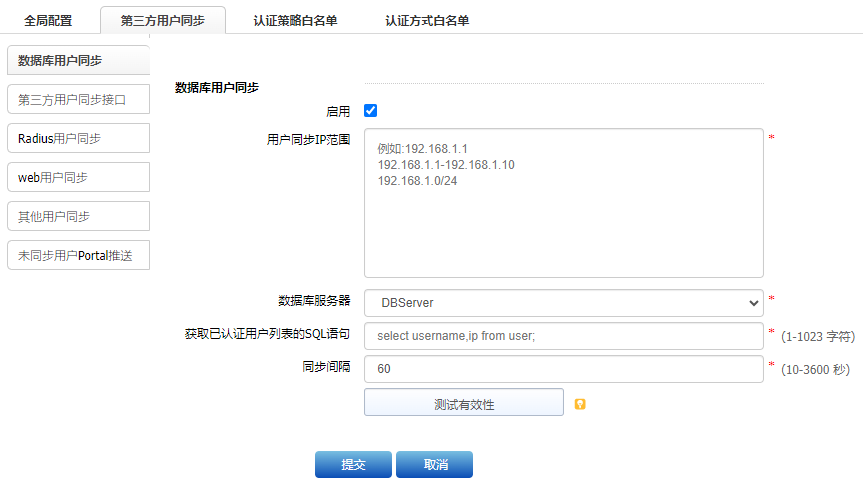 全局配置 第三方用户同步 认证策略白名单 认证方式白名单
数据库用户同步
第三方用户同步接口
Radius用户同步
web用户同步
其他用户同步
未同步用户Portal推送
数据库用户同步
启用
用户同步IP范围 例如:192.168.1.1 *
192.168.1.1-192.168.1.10
192.168.1.0/24
数据库服务器 DBServer *
获取已认证用户列表的SQL语句 select username,ip from user; * (1-1023 字符)
同步间隔 60 * (10-3600 秒)
测试有效性
提交 取消